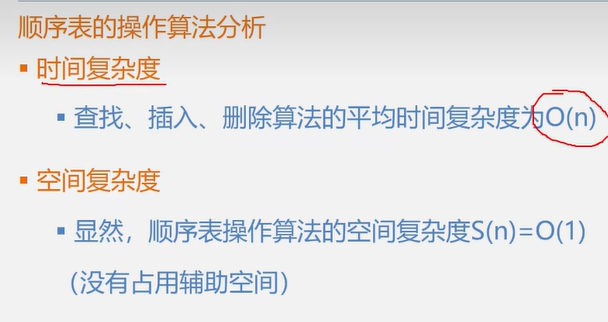 顺序表的操作算法分析
▪ 时间复杂度
▪ 查找、插入、删除算法的平均时间复杂度为O(n)
▪ 空间复杂度
▪ 显然，顺序表操作算法的空间复杂度S(n)=O(1)
（没有占用辅助空间）